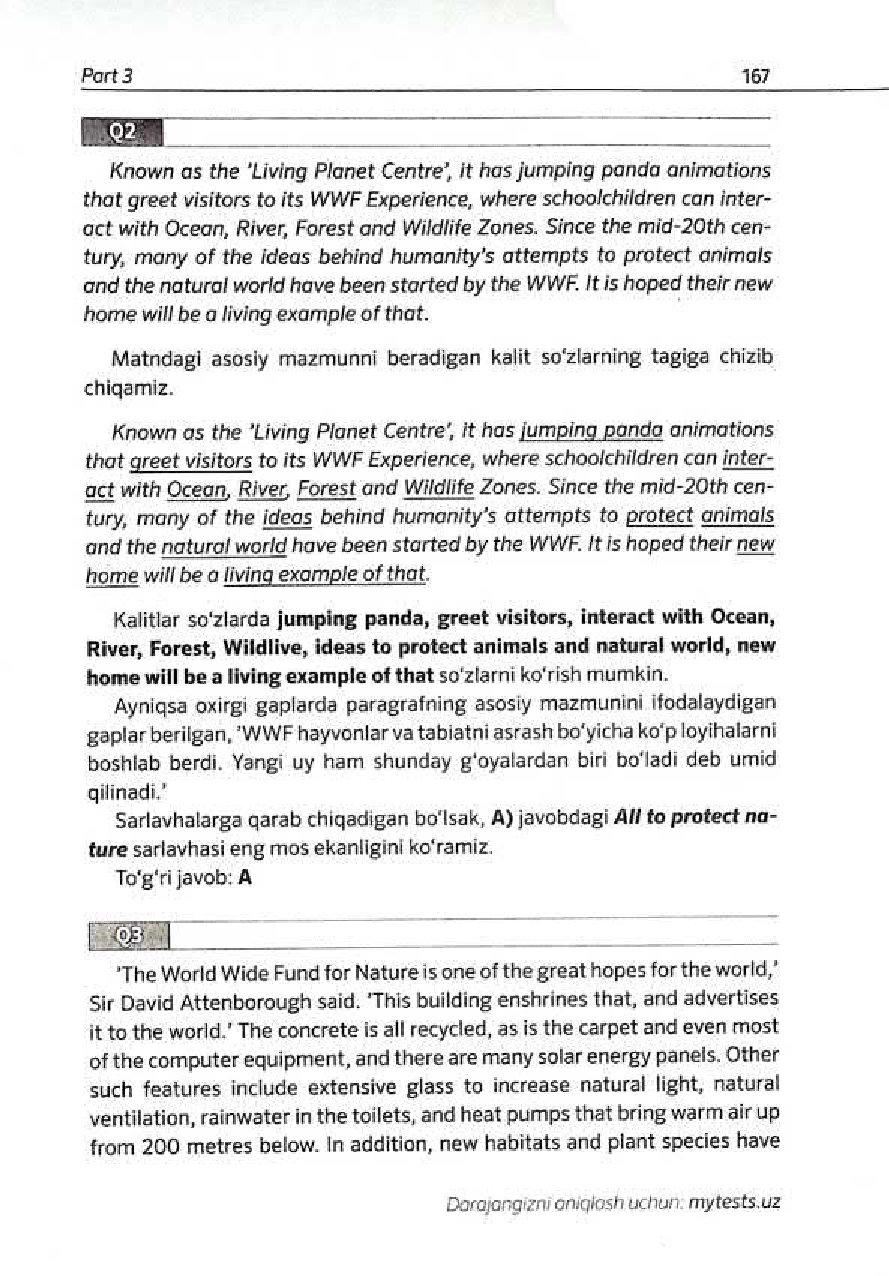 Part 3
167
Q2
Known as the 'Living Planet Centre', it has jumping panda animations
that greet visitors to its WWF Experience, where schoolchildren can inter-
act with Ocean, River, Forest and Wildlife Zones. Since the mid-20th cen-
tury, many of the ideas behind humanity's attempts to protect animals
and the natural world have been started by the WWF. It is hoped their new
home will be a living example of that.
Matndagi asosiy mazmunni beradigan kalit so'zlarning tagiga chizib
chiqamiz.
Known as the 'Living Planet Centre', it has jumping panda animations
that greet visitors to its WWF Experience, where schoolchildren can inter-
act with Ocean, River, Forest and Wildlife Zones. Since the mid-20th cen-
tury, many of the ideas behind humanity's attempts to protect animals
and the natural world have been started by the WWF. It is hoped their new
home will be a living example of that.
Kalitlar so'zlarda jumping panda, greet visitors, interact with Ocean,
River, Forest, Wildlive, ideas to protect animals and natural world, new
home will be a living example of that so'zlarni ko'rish mumkin.
Ayniqsa oxirgi gaplarda paragrafning asosiy mazmunini ifodalaydigan
gaplar berilgan, 'WWF hayvonlar va tabiatni asrash bo'yicha ko'p loyihalarni
boshlab berdi. Yangi uy ham shunday g'oyalardan biri bo'ladi deb umid
qilinadi.'
Sarlavhalarga qarab chiqadigan bo'lsak, A) javobdagi All to protect na-
ture sarlavhasi eng mos ekanligini ko'ramiz.
To'g'ri javob: A
Q3
'The World Wide Fund for Nature is one of the great hopes for the world,'
Sir David Attenborough said. 'This building enshrines that, and advertises
it to the world.' The concrete is all recycled, as is the carpet and even most
of the computer equipment, and there are many solar energy panels. Other
such features include extensive glass to increase natural light, natural
ventilation, rainwater in the toilets, and heat pumps that bring warm air up
from 200 metres below. In addition, new habitats and plant species have
Darajangizni aniqlash uchun: mytests.uz